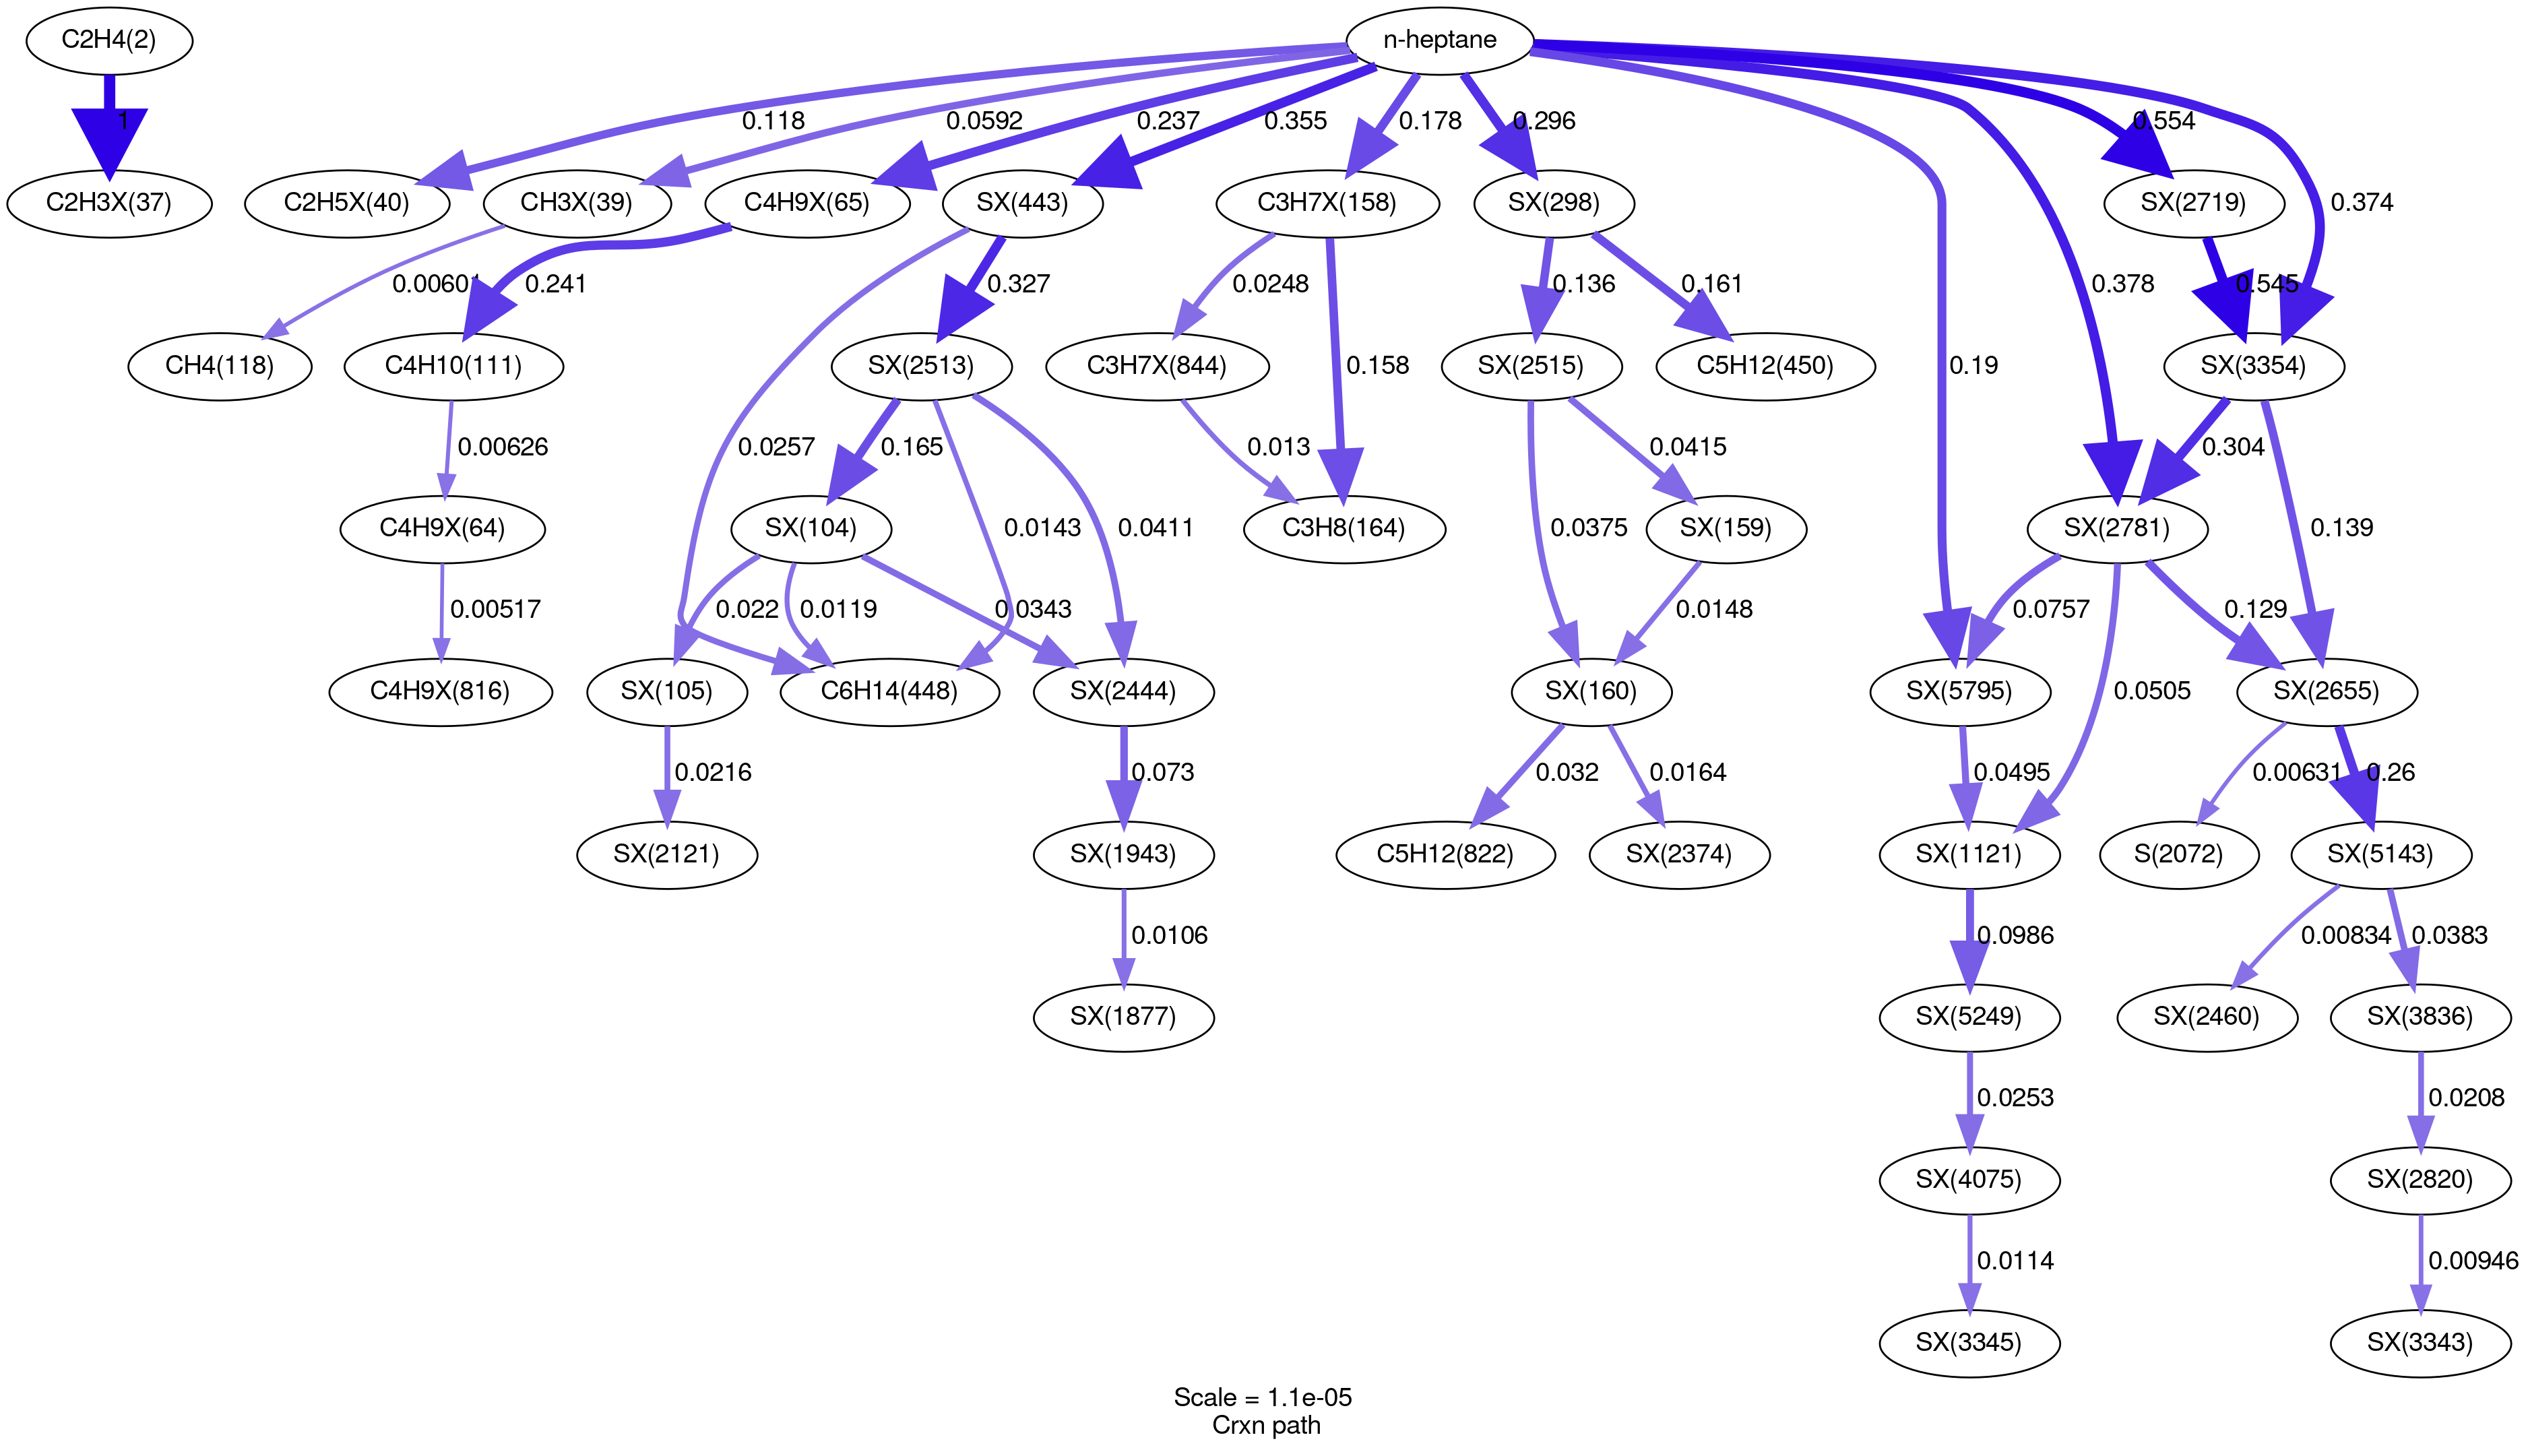 C2H4(2)
n-heptane
1
0.118
0.0592
0.237
0.355
0.178
0.296
0.554
C2H3X(37)
C2H5X(40)
CH3X(39)
C4H9X(65)
SX(443)
C3H7X(158)
SX(298)
SX(2719)
0.374
0.241
0.327
0.0248
0.136
0.161
0.378
0.545
CH4(118)
C4H10(111)
SX(2513)
C3H7X(844)
0.158
SX(2515)
C5H12(450)
0.19
SX(3354)
0.00626
0.0257
0.165
0.013
0.0415
0.304
C4H9X(64)
SX(104)
0.0143
0.0411
C3H8(164)
0.0375
SX(159)
SX(2781)
0.139
0.00517
0.022
0.0119
0.0343
0.0148
0.0757
0.129
C4H9X(816)
SX(105)
C6H14(448)
SX(2444)
SX(160)
SX(5795)
0.0505
SX(2655)
0.0216
0.073
0.032
0.0164
0.0495
0.00631
0.26
SX(2121)
SX(1943)
C5H12(822)
SX(2374)
SX(1121)
S(2072)
SX(5143)
0.0106
0.0986
0.00834
0.0383
SX(1877)
SX(5249)
SX(2460)
SX(3836)
0.0253
0.0208
SX(4075)
SX(2820)
0.0114
0.00946
SX(3345)
SX(3343)
Scale = 1.1e-05
Crxn path